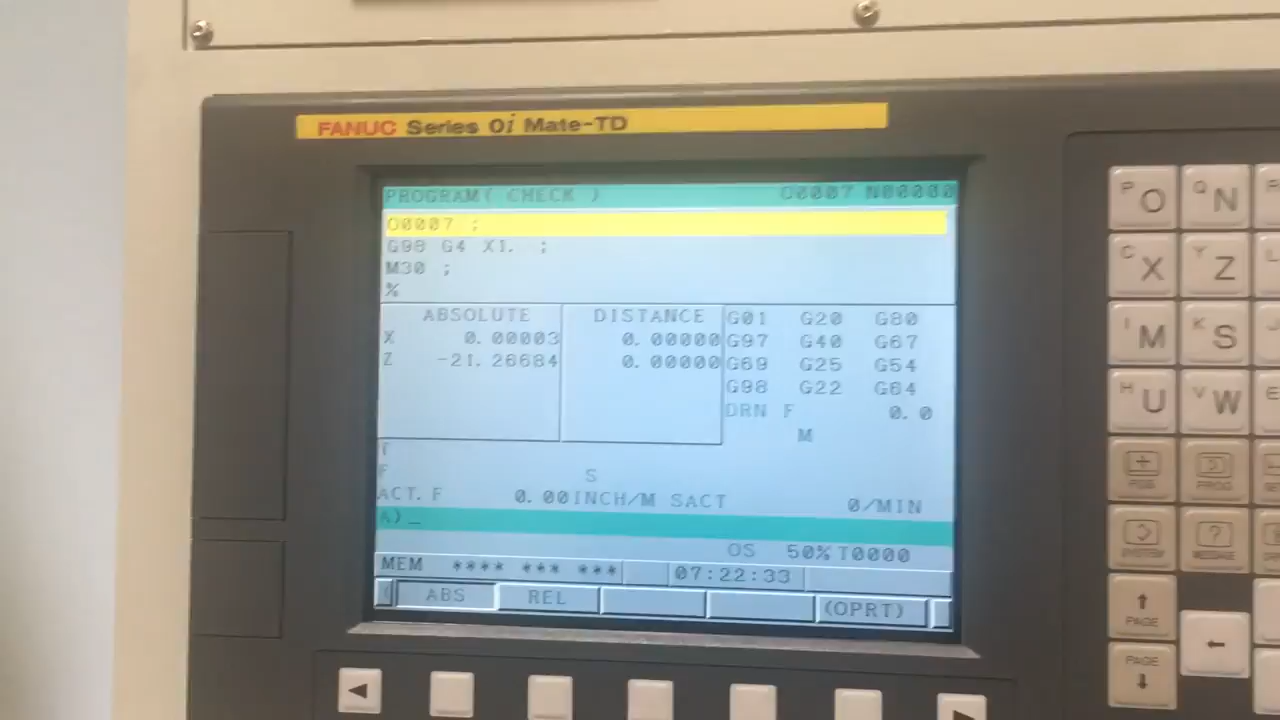 FANUC Series 0i Mate-TD
PROGRAM( CHECK ) O0007 N00000
O0007 ;
G98 G4 X1. ;
M30 ;
%
ABSOLUTE DISTANCE G01 G20 G80
X 0.00003 0.00000 G97 G40 G67
Z -21.26684 0.00000 G69 G25 G54
G98 G22 G64
DRN F 0.0
M
F S
ACT.F 0.00INCH/M SACT 0/MIN
A)_
OS 50% T0000
MEM **** *** *** 07:22:33
ABS REL (OPRT)
P O Q N
C X Y Z
I M K S
H U V W
POS PROG
SYSTEM MESSAGE
↑ PAGE
←
PAGE ↓